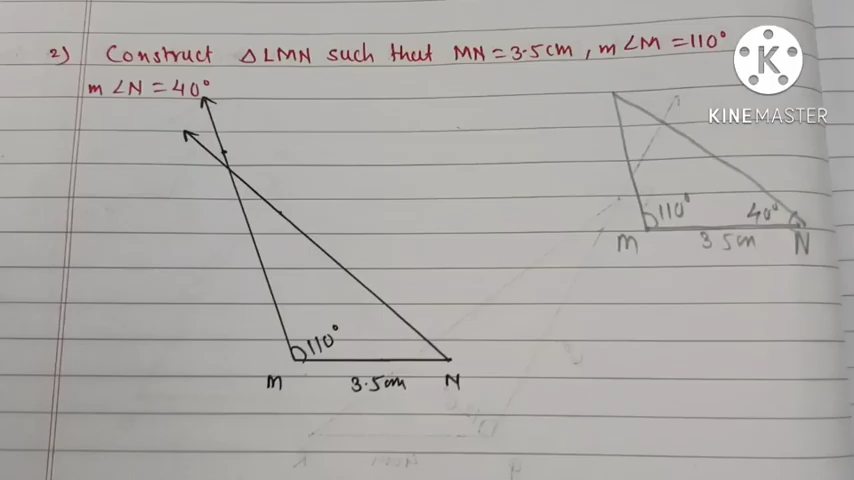 2) Construct △LMN such that MN = 3.5cm, m∠M = 110°
m∠N = 40°
K
KINEMASTER
110° 40°
M 3.5cm N
110°
M 3.5cm N